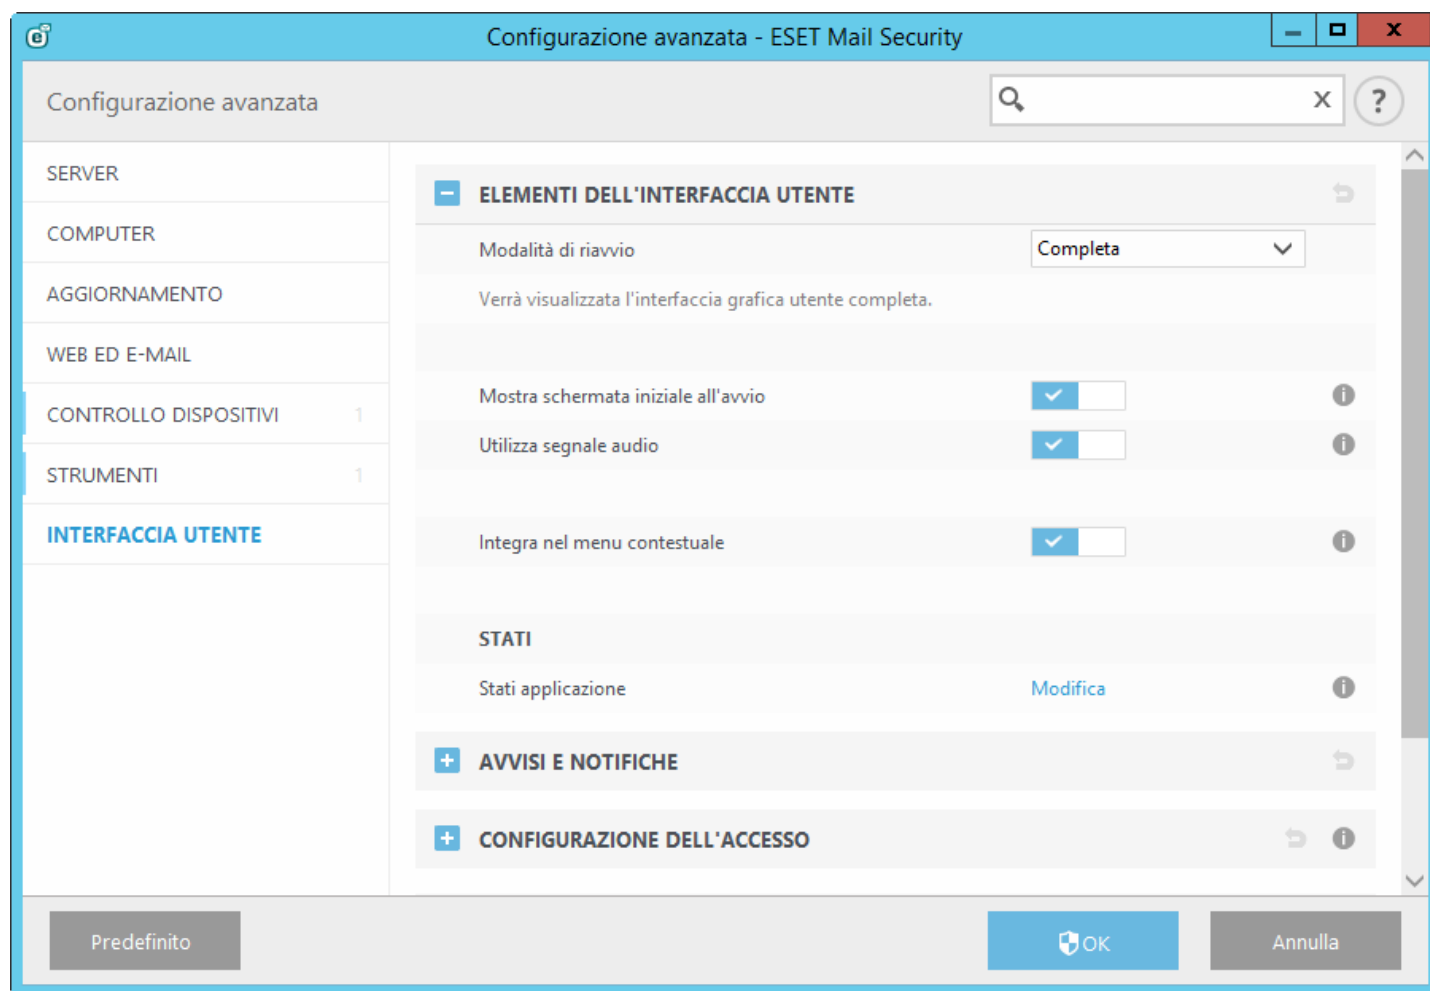 Configurazione avanzata - ESET Mail Security
Configurazione avanzata
x
?
SERVER
COMPUTER
AGGIORNAMENTO
WEB ED E-MAIL
CONTROLLO DISPOSITIVI 1
STRUMENTI 1
INTERFACCIA UTENTE
ELEMENTI DELL'INTERFACCIA UTENTE
Modalità di riavvio Completa
Verrà visualizzata l'interfaccia grafica utente completa.
Mostra schermata iniziale all'avvio
Utilizza segnale audio
Integra nel menu contestuale
STATI
Stati applicazione Modifica
AVVISI E NOTIFICHE
CONFIGURAZIONE DELL'ACCESSO
Predefinito OK Annulla